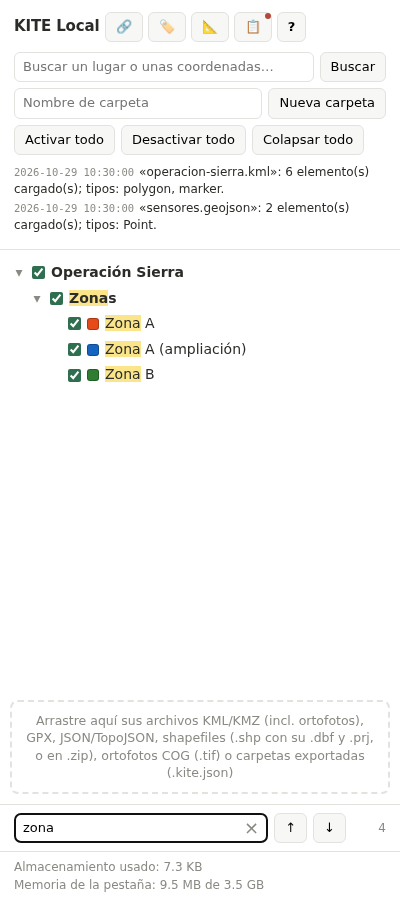 KITE Local ?
Buscar un lugar o unas coordenadas... Buscar
Nombre de carpeta Nueva carpeta
Activar todo Desactivar todo Colapsar todo
2026-10-29 10:30:00 «operacion-sierra.kml»: 6 elemento(s)
cargado(s); tipos: polygon, marker.
2026-10-29 10:30:00 «sensores.geojson»: 2 elemento(s)
cargado(s); tipos: Point.
Operación Sierra
Zonas
Zona A
Zona A (ampliación)
Zona B
Arrastre aquí sus archivos KML/KMZ (incl. ortofotos),
GPX, JSON/TopoJSON, shapefiles (.shp con su .dbf y .prj,
o en .zip), ortofotos COG (.tif) o carpetas exportadas
(.kite.json)
zona ↑ ↓ 4
Almacenamiento usado: 7.3 KB
Memoria de la pestaña: 9.5 MB de 3.5 GB